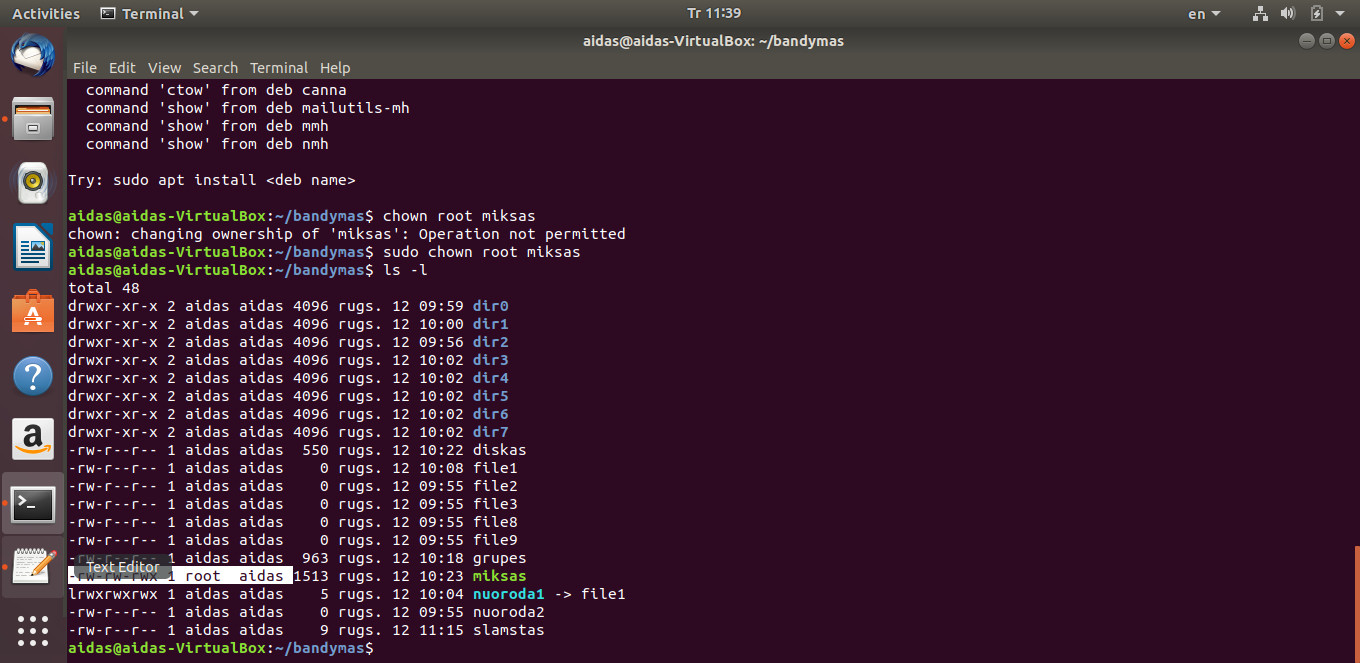 Activities Terminal Tr 11:39 en
aidas@aidas-VirtualBox: ~/bandymas
File Edit View Search Terminal Help
command 'ctow' from deb canna
command 'show' from deb mailutils-mh
command 'show' from deb mmh
command 'show' from deb nmh
Try: sudo apt install <deb name>
aidas@aidas-VirtualBox:~/bandymas$ chown root miksas
chown: changing ownership of 'miksas': Operation not permitted
aidas@aidas-VirtualBox:~/bandymas$ sudo chown root miksas
aidas@aidas-VirtualBox:~/bandymas$ ls -l
total 48
drwxr-xr-x 2 aidas aidas 4096 rugs. 12 09:59 dir0
drwxr-xr-x 2 aidas aidas 4096 rugs. 12 10:00 dir1
drwxr-xr-x 2 aidas aidas 4096 rugs. 12 09:56 dir2
drwxr-xr-x 2 aidas aidas 4096 rugs. 12 10:02 dir3
drwxr-xr-x 2 aidas aidas 4096 rugs. 12 10:02 dir4
drwxr-xr-x 2 aidas aidas 4096 rugs. 12 10:02 dir5
drwxr-xr-x 2 aidas aidas 4096 rugs. 12 10:02 dir6
drwxr-xr-x 2 aidas aidas 4096 rugs. 12 10:02 dir7
-rw-r--r-- 1 aidas aidas 550 rugs. 12 10:22 diskas
-rw-r--r-- 1 aidas aidas 0 rugs. 12 10:08 file1
-rw-r--r-- 1 aidas aidas 0 rugs. 12 09:55 file2
-rw-r--r-- 1 aidas aidas 0 rugs. 12 09:55 file3
-rw-r--r-- 1 aidas aidas 0 rugs. 12 09:55 file8
-rw-r--r-- 1 aidas aidas 0 rugs. 12 09:55 file9
-rw-r--r-- 1 aidas aidas 963 rugs. 12 10:18 grupes
Text Editor
-rw-rw-rwx 1 root aidas 1513 rugs. 12 10:23 miksas
lrwxrwxrwx 1 aidas aidas 5 rugs. 12 10:04 nuoroda1 -> file1
-rw-r--r-- 1 aidas aidas 0 rugs. 12 09:55 nuoroda2
-rw-r--r-- 1 aidas aidas 9 rugs. 12 11:15 slamstas
aidas@aidas-VirtualBox:~/bandymas$